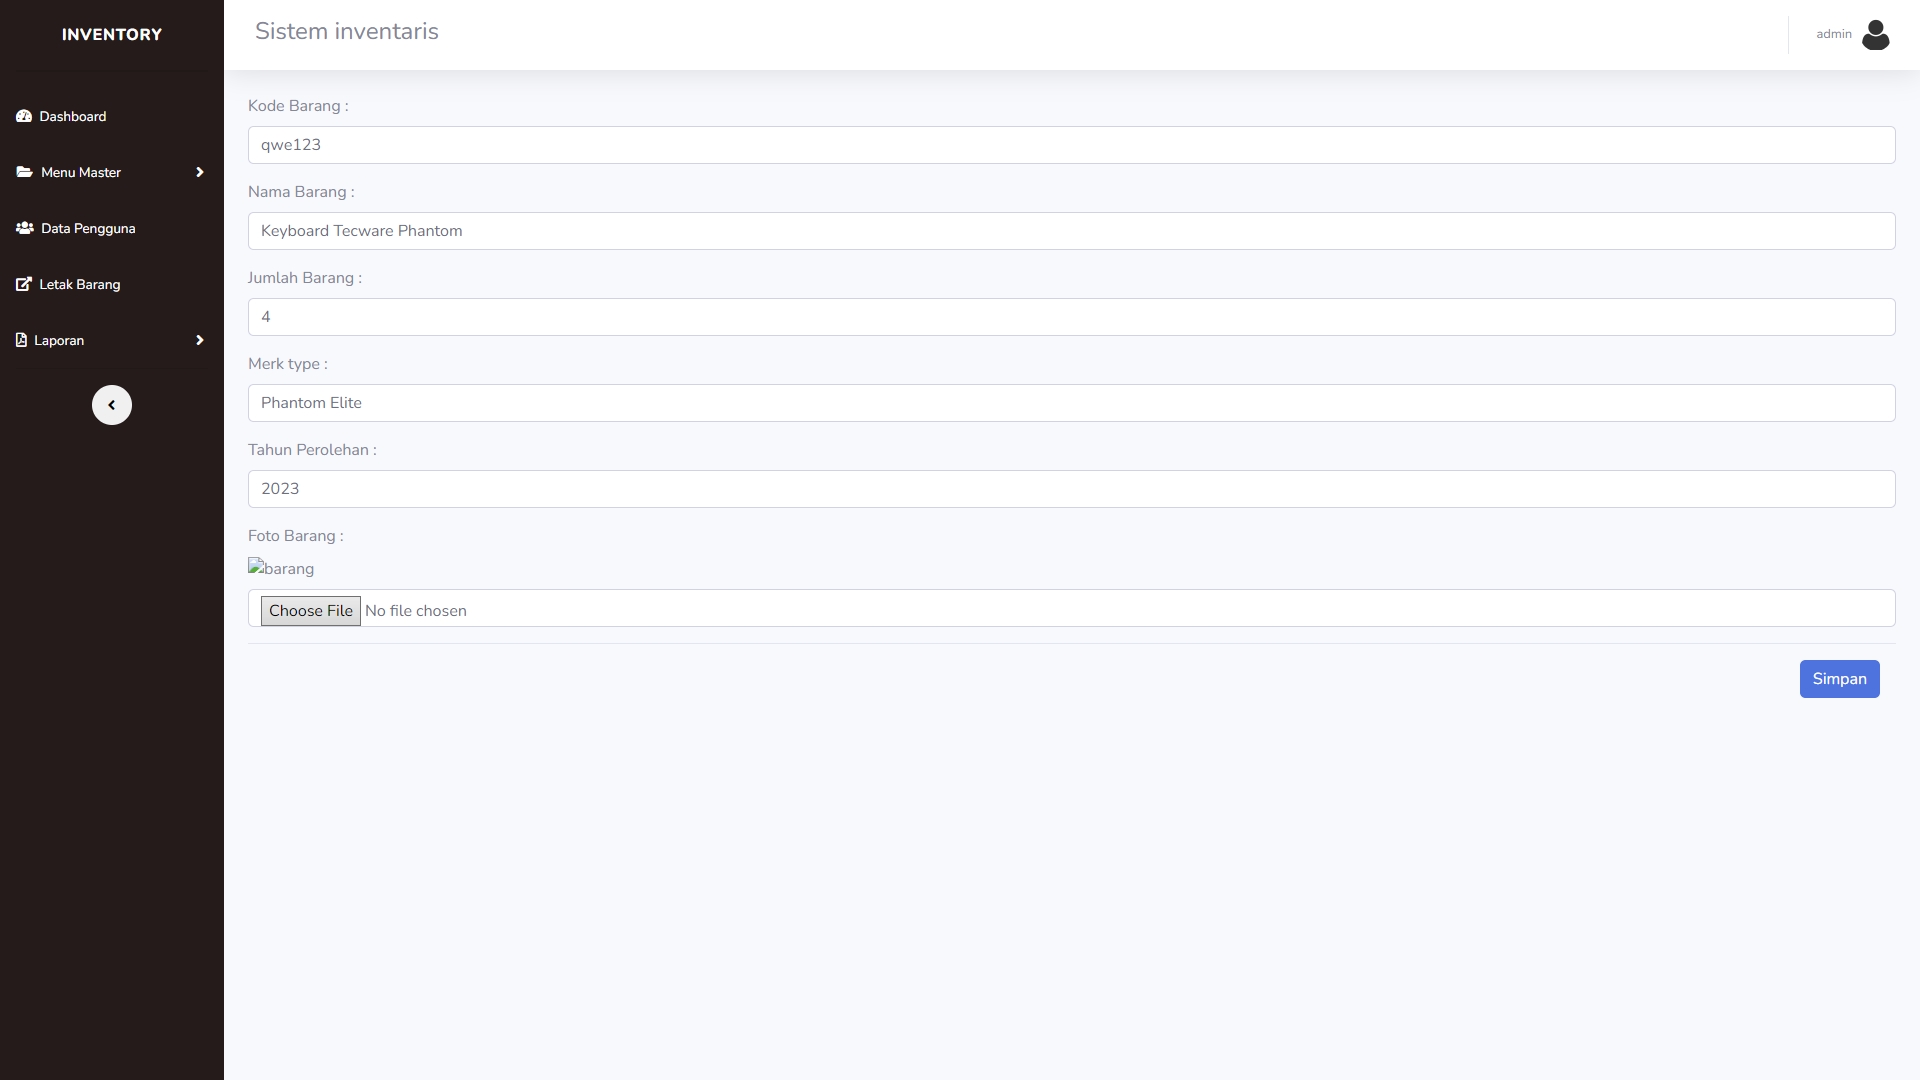 INVENTORY
Sistem inventaris
admin
Dashboard
Menu Master
Data Pengguna
Letak Barang
Laporan
Kode Barang :
qwe123
Nama Barang :
Keyboard Tecware Phantom
Jumlah Barang :
4
Merk type :
Phantom Elite
Tahun Perolehan :
2023
Foto Barang :
barang
Choose File No file chosen
Simpan